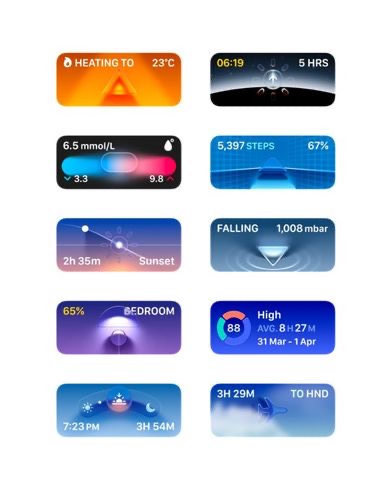 HEATING TO 23°C
06:19 5 HRS
6.5 mmol/L
3.3 9.8
5,397 STEPS 67%
2h 35m Sunset
FALLING 1,008 mbar
65% BEDROOM
88
High
AVG. 8H 27M
31 Mar - 1 Apr
7:23 PM 3H 54M
3H 29M TO HND